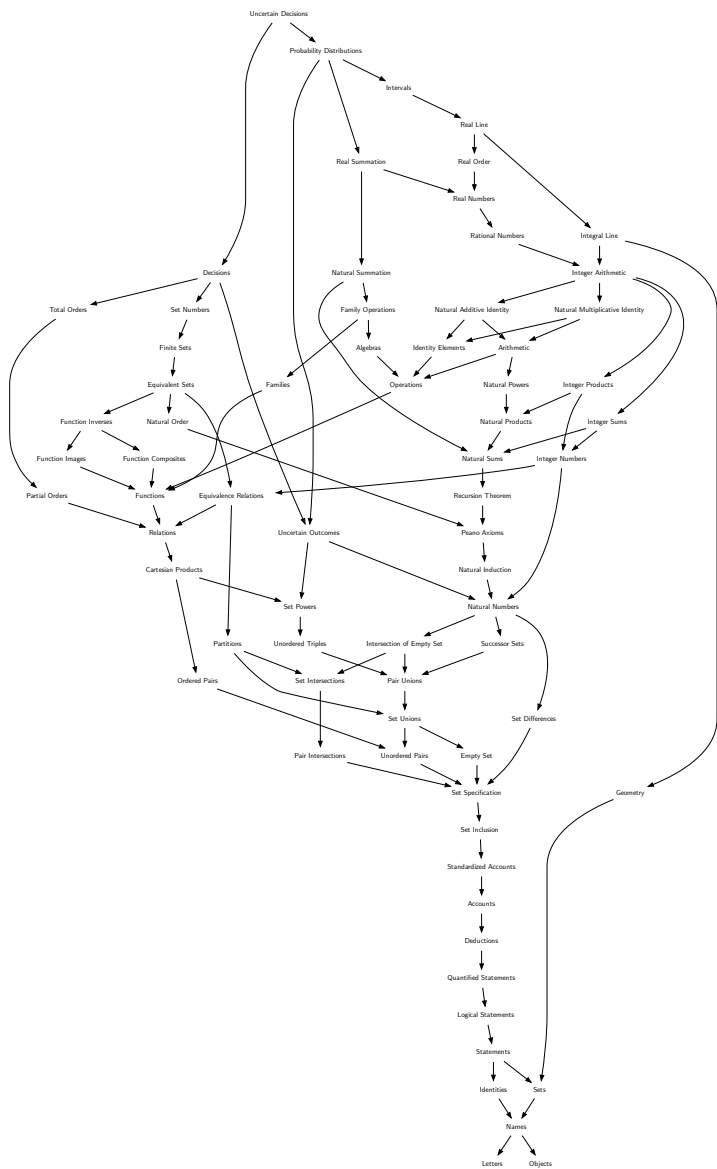 Uncertain Decisions
Probability Distributions
Intervals
Real Line
Real Summation
Real Order
Real Numbers
Rational Numbers
Integral Line
Decisions
Natural Summation
Integer Arithmetic
Total Orders
Set Numbers
Family Operations
Natural Additive Identity
Natural Multiplicative Identity
Finite Sets
Algebras
Identity Elements
Arithmetic
Equivalent Sets
Families
Operations
Natural Powers
Integer Products
Function Inverses
Natural Order
Natural Products
Integer Sums
Function Images
Function Composites
Natural Sums
Integer Numbers
Partial Orders
Functions
Equivalence Relations
Recursion Theorem
Relations
Uncertain Outcomes
Peano Axioms
Cartesian Products
Natural Induction
Set Powers
Natural Numbers
Partitions
Unordered Triples
Intersection of Empty Set
Successor Sets
Ordered Pairs
Set Intersections
Pair Unions
Set Unions
Set Differences
Pair Intersections
Unordered Pairs
Empty Set
Set Specification
Geometry
Set Inclusion
Standardized Accounts
Accounts
Deductions
Quantified Statements
Logical Statements
Statements
Identities
Sets
Names
Letters
Objects